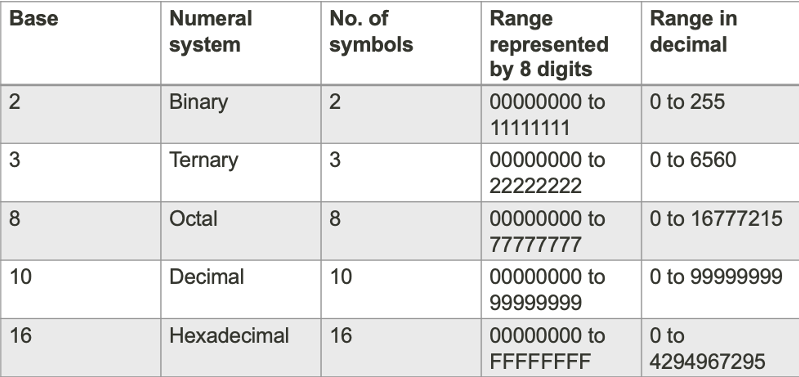 Base Numeral system No. of symbols Range represented by 8 digits Range in decimal
2 Binary 2 00000000 to 11111111 0 to 255
3 Ternary 3 00000000 to 22222222 0 to 6560
8 Octal 8 00000000 to 77777777 0 to 16777215
10 Decimal 10 00000000 to 99999999 0 to 99999999
16 Hexadecimal 16 00000000 to FFFFFFFF 0 to 4294967295